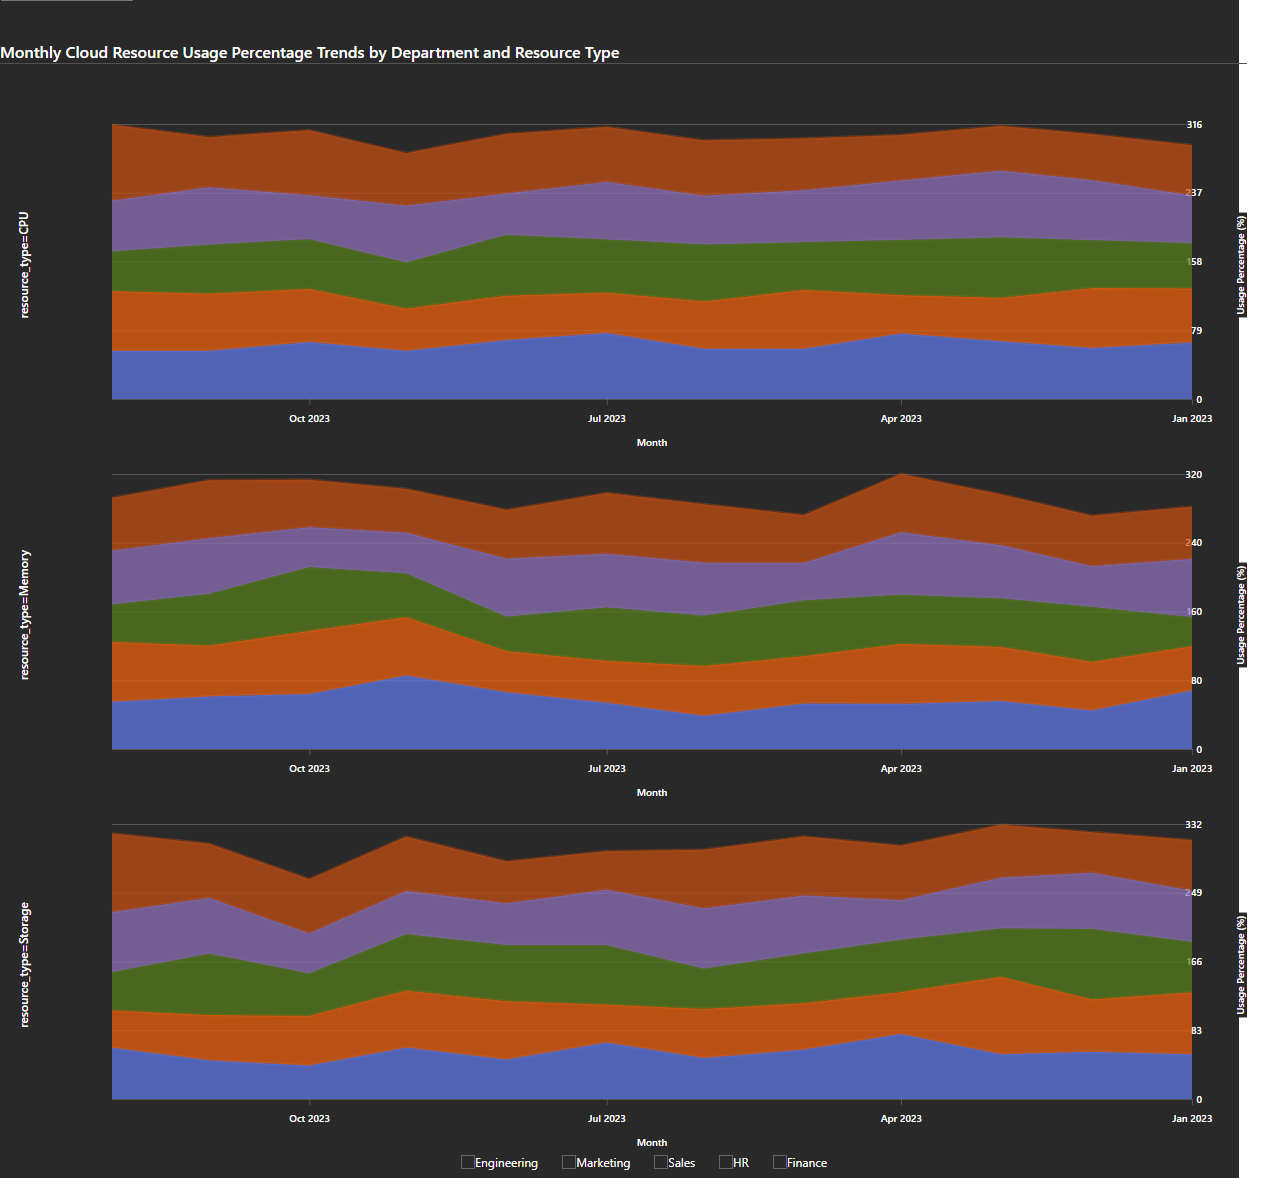 Monthly Cloud Resource Usage Percentage Trends by Department and Resource Type
resource_type=CPU
316
237
158
79
0
Usage Percentage (%)
Oct 2023
Jul 2023
Apr 2023
Jan 2023
Month
resource_type=Memory
320
240
160
80
0
Usage Percentage (%)
Oct 2023
Jul 2023
Apr 2023
Jan 2023
Month
resource_type=Storage
332
249
166
83
0
Usage Percentage (%)
Oct 2023
Jul 2023
Apr 2023
Jan 2023
Month
Engineering
Marketing
Sales
HR
Finance